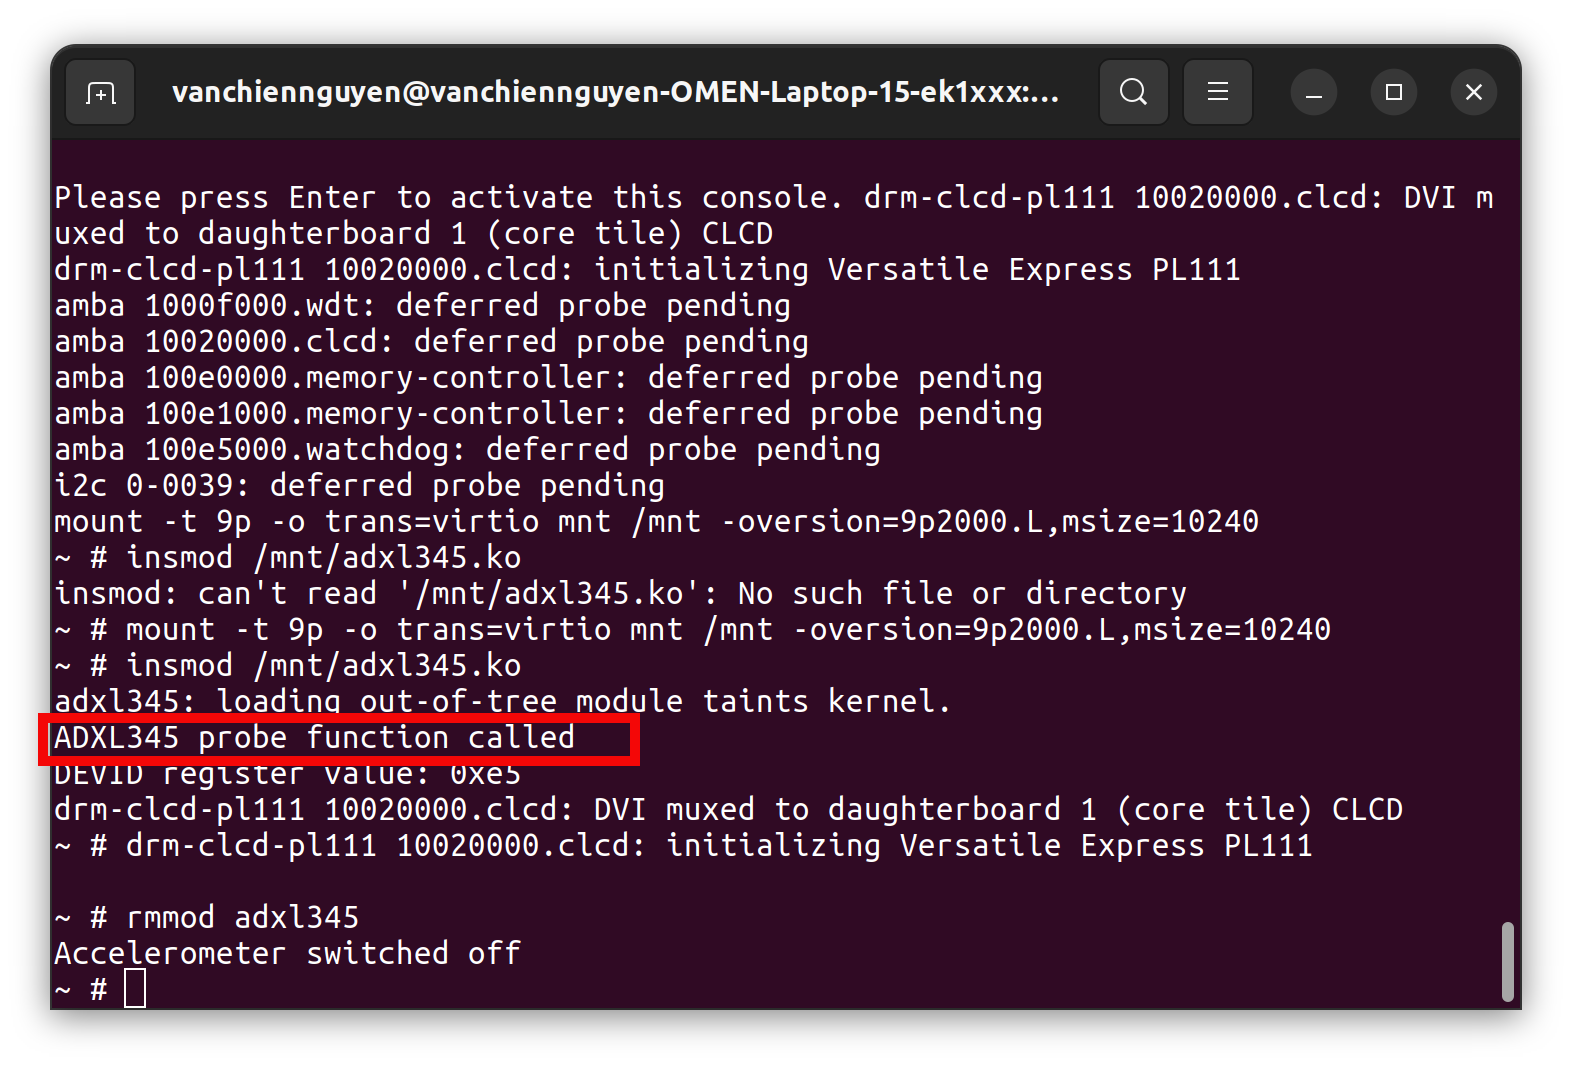 vanchiennguyen@vanchiennguyen-OMEN-Laptop-15-ek1xxx:...
Please press Enter to activate this console. drm-clcd-pl111 10020000.clcd: DVI m
uxed to daughterboard 1 (core tile) CLCD
drm-clcd-pl111 10020000.clcd: initializing Versatile Express PL111
amba 1000f000.wdt: deferred probe pending
amba 10020000.clcd: deferred probe pending
amba 100e0000.memory-controller: deferred probe pending
amba 100e1000.memory-controller: deferred probe pending
amba 100e5000.watchdog: deferred probe pending
i2c 0-0039: deferred probe pending
mount -t 9p -o trans=virtio mnt /mnt -oversion=9p2000.L,msize=10240
~ # insmod /mnt/adxl345.ko
insmod: can't read '/mnt/adxl345.ko': No such file or directory
~ # mount -t 9p -o trans=virtio mnt /mnt -oversion=9p2000.L,msize=10240
~ # insmod /mnt/adxl345.ko
adxl345: loading out-of-tree module taints kernel.
ADXL345 probe function called
DEVID register value: 0xe5
drm-clcd-pl111 10020000.clcd: DVI muxed to daughterboard 1 (core tile) CLCD
~ # drm-clcd-pl111 10020000.clcd: initializing Versatile Express PL111
~ # rmmod adxl345
Accelerometer switched off
~ #